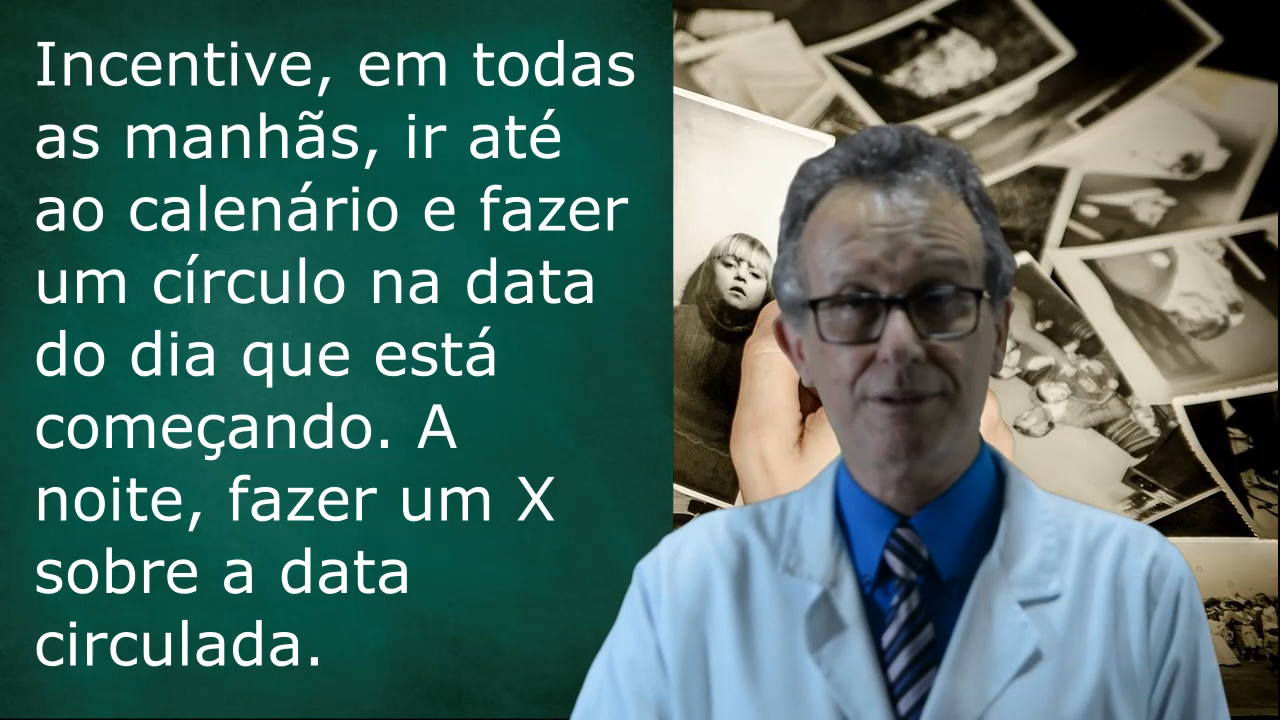 Incentive, em todas
as manhãs, ir até
ao calenário e fazer
um círculo na data
do dia que está
começando. A
noite, fazer um X
sobre a data
circulada.